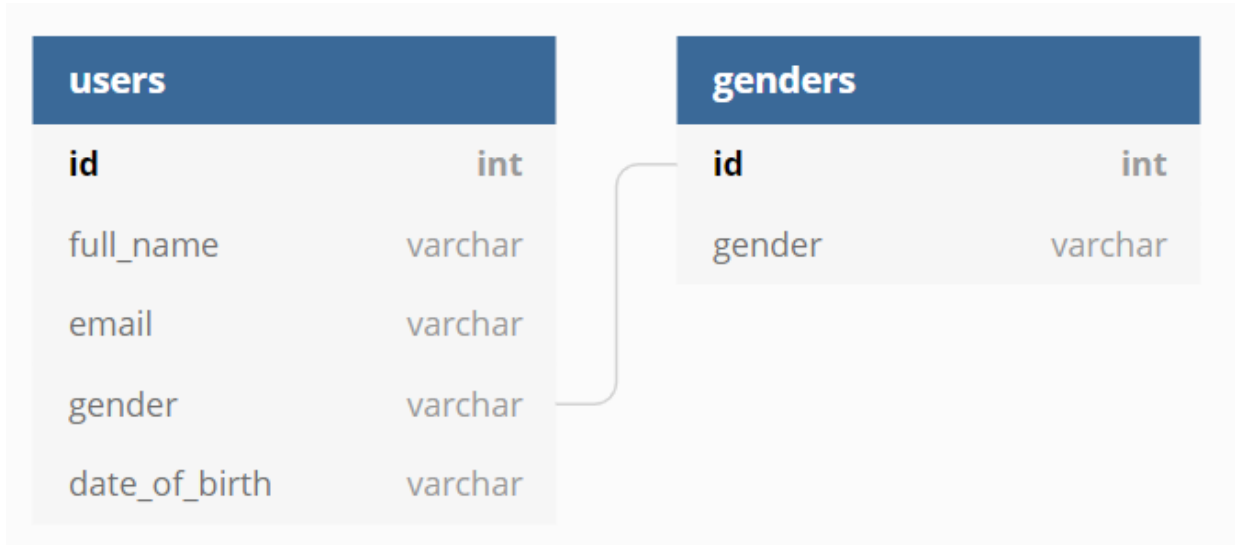 users
id int
full_name varchar
email varchar
gender varchar
date_of_birth varchar
genders
id int
gender varchar